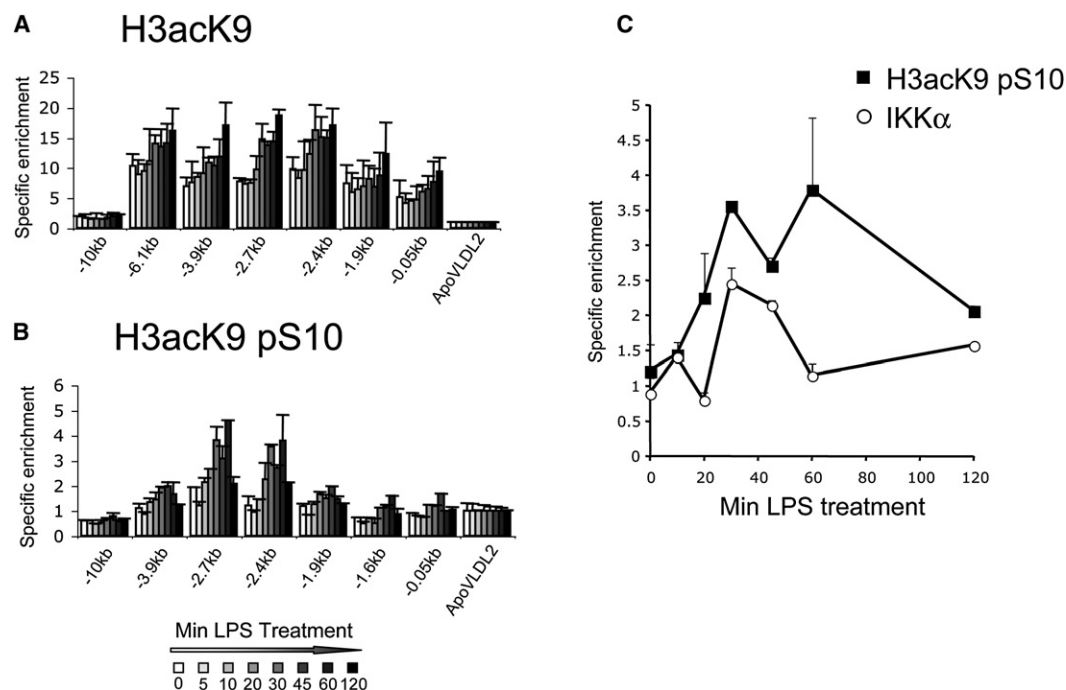 A
H3acK9
Specific enrichment
25
20
15
10
5
0
-10kb
-6.1kb
-3.9kb
-2.7kb
-2.4kb
-1.9kb
-0.05kb
ApoVLDL2
B
H3acK9 pS10
Specific enrichment
6
5
4
3
2
1
0
-10kb
-3.9kb
-2.7kb
-2.4kb
-1.9kb
-1.6kb
-0.05kb
ApoVLDL2
Min LPS Treatment
0 5 10 20 30 45 60 120
C
H3acK9 pS10
IKKα
Specific enrichment
5
4.5
4
3.5
3
2.5
2
1.5
1
0.5
0
0 20 40 60 80 100 120
Min LPS treatment